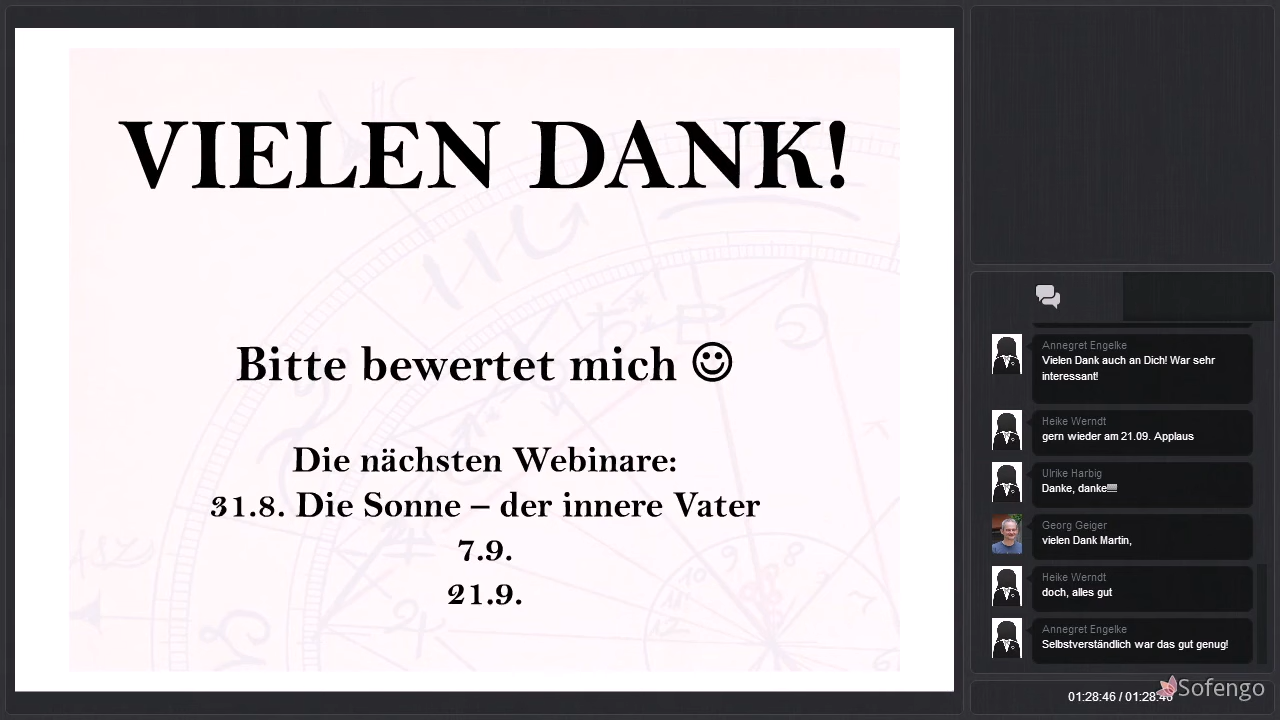 VIELEN DANK!
Bitte bewertet mich ☺
Die nächsten Webinare:
31.8. Die Sonne – der innere Vater
7.9.
21.9.
Annegret Engelke
Vielen Dank auch an Dich! War sehr
interessant!
Heike Werndt
gern wieder am 21.09. Applaus
Ulrike Harbig
Danke, danke!!!!!
Georg Geiger
vielen Dank Martin,
Heike Werndt
doch, alles gut
Annegret Engelke
Selbstverständlich war das gut genug!
01:28:46 / 01:28:46
Sofengo